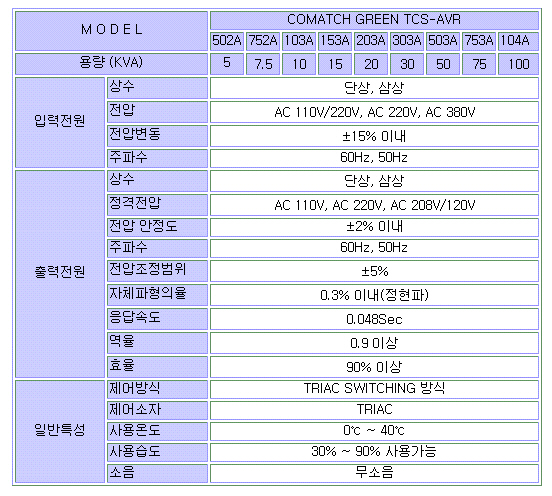 MODEL COMATCH GREEN TCS-AVR
502A 752A 103A 153A 203A 303A 503A 753A 104A
용량 (KVA) 5 7.5 10 15 20 30 50 75 100
입력전원
상수 단상, 삼상
전압 AC 110V/220V, AC 220V, AC 380V
전압변동 ±15% 이내
주파수 60Hz, 50Hz
출력전원
상수 단상, 삼상
정격전압 AC 110V, AC 220V, AC 208V/120V
전압 안정도 ±2% 이내
주파수 60Hz, 50Hz
전압조정범위 ±5%
자체파형의율 0.3% 이내(정현파)
응답속도 0.048Sec
역율 0.9 이상
효율 90% 이상
일반특성
제어방식 TRIAC SWITCHING 방식
제어소자 TRIAC
사용온도 0℃ ~ 40℃
사용습도 30% ~ 90% 사용가능
소음 무소음